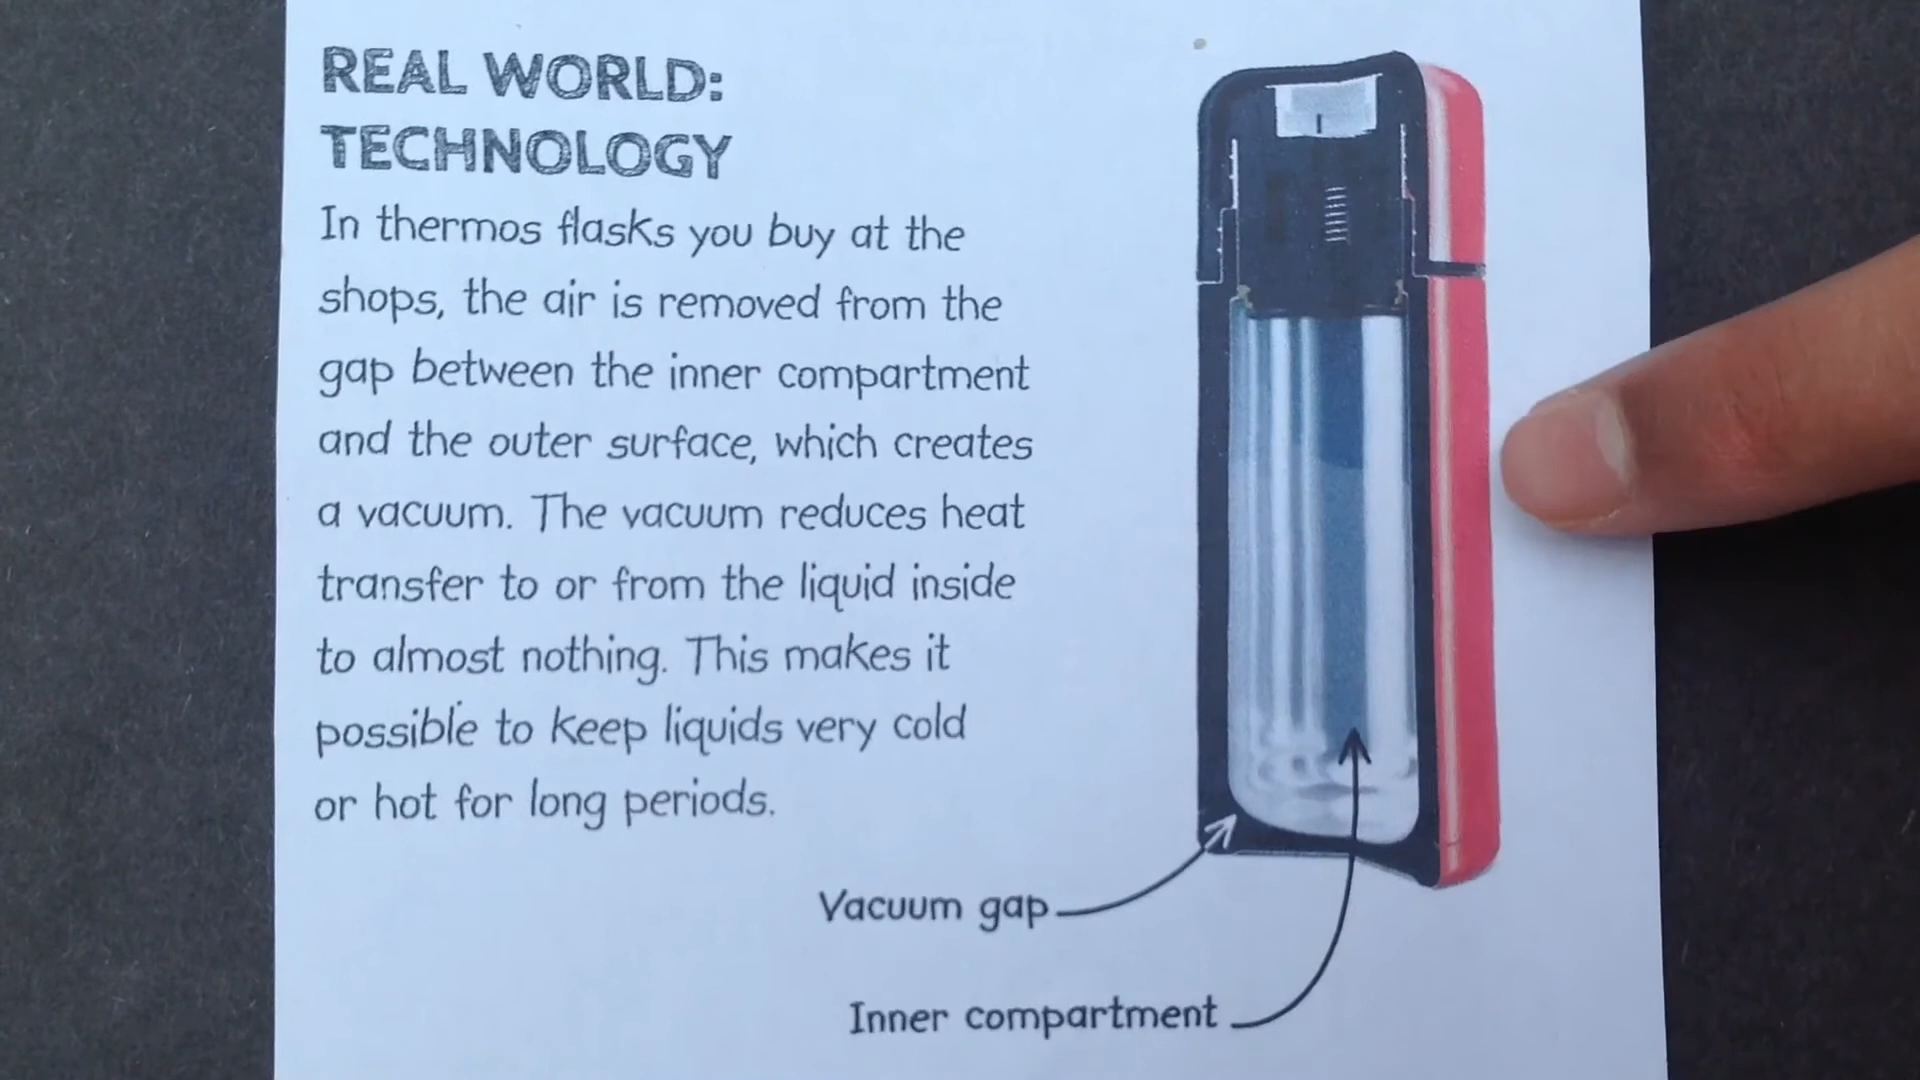 REAL WORLD:
TECHNOLOGY
In thermos flasks you buy at the
shops, the air is removed from the
gap between the inner compartment
and the outer surface, which creates
a vacuum. The vacuum reduces heat
transfer to or from the liquid inside
to almost nothing. This makes it
possible to keep liquids very cold
or hot for long periods.
Vacuum gap
Inner compartment